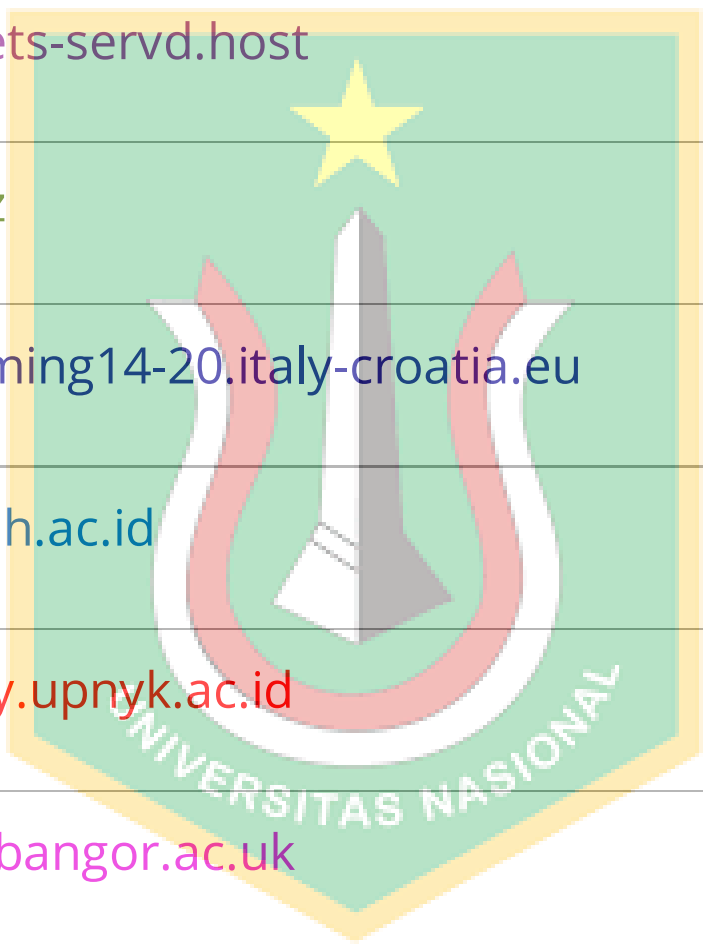 ets-servd.host
z
ming14-20.italy-croatia.eu
h.ac.id
y.upnyk.ac.id
UNIVERSITAS NASIONAL
bangor.ac.uk